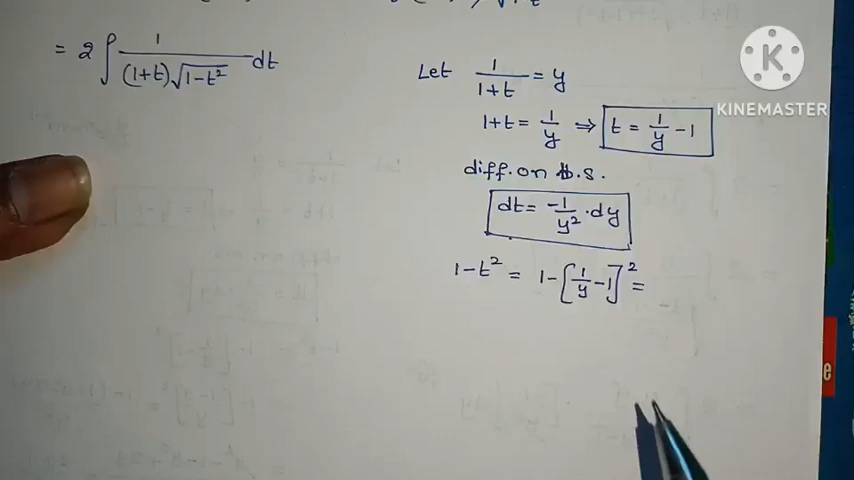 = 2 ∫ 1/((1+t)√(1-t²)) dt
Let 1/(1+t) = y
1+t = 1/y ⇒ t = 1/y - 1
diff. on b.s.
dt = -1/y² · dy
1-t² = 1-[1/y -1]² =
KINEMASTER